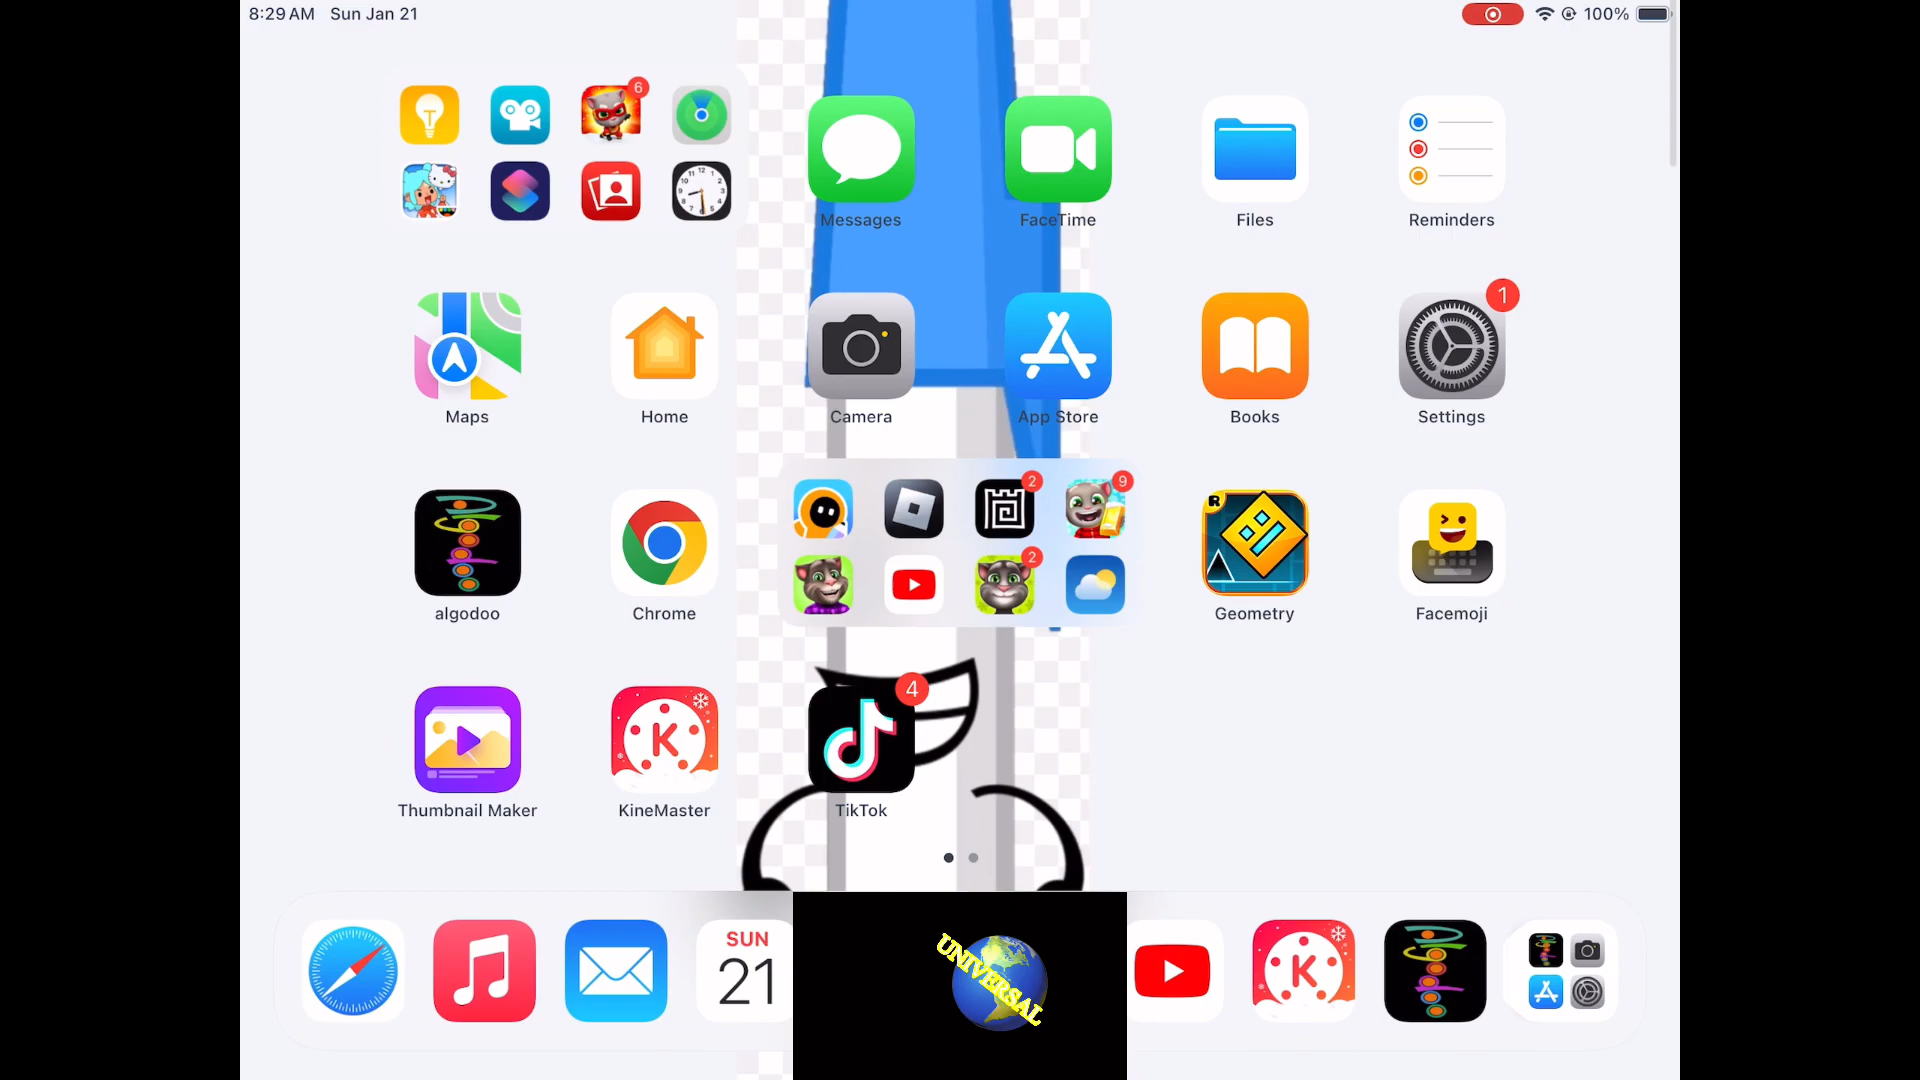 8:29 AM Sun Jan 21
100%
6
Messages
FaceTime
Files
Reminders
1
Maps
Home
Camera
App Store
Books
Settings
2
9
R
2
algodoo
Chrome
Geometry
Facemoji
4
K
Thumbnail Maker
KineMaster
TikTok
SUN
21
UNIVERSAL
K